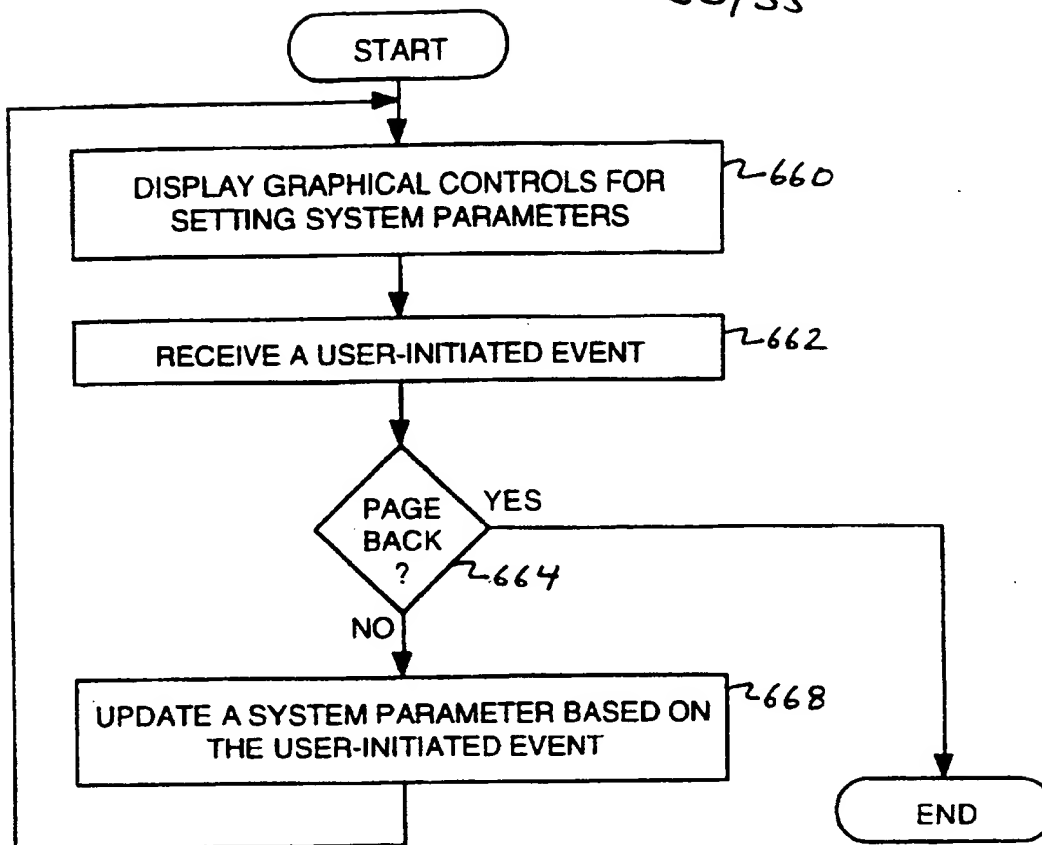 START
DISPLAY GRAPHICAL CONTROLS FOR
SETTING SYSTEM PARAMETERS
660
RECEIVE A USER-INITIATED EVENT
662
PAGE
BACK
?
YES
664
NO
UPDATE A SYSTEM PARAMETER BASED ON
THE USER-INITIATED EVENT
668
END